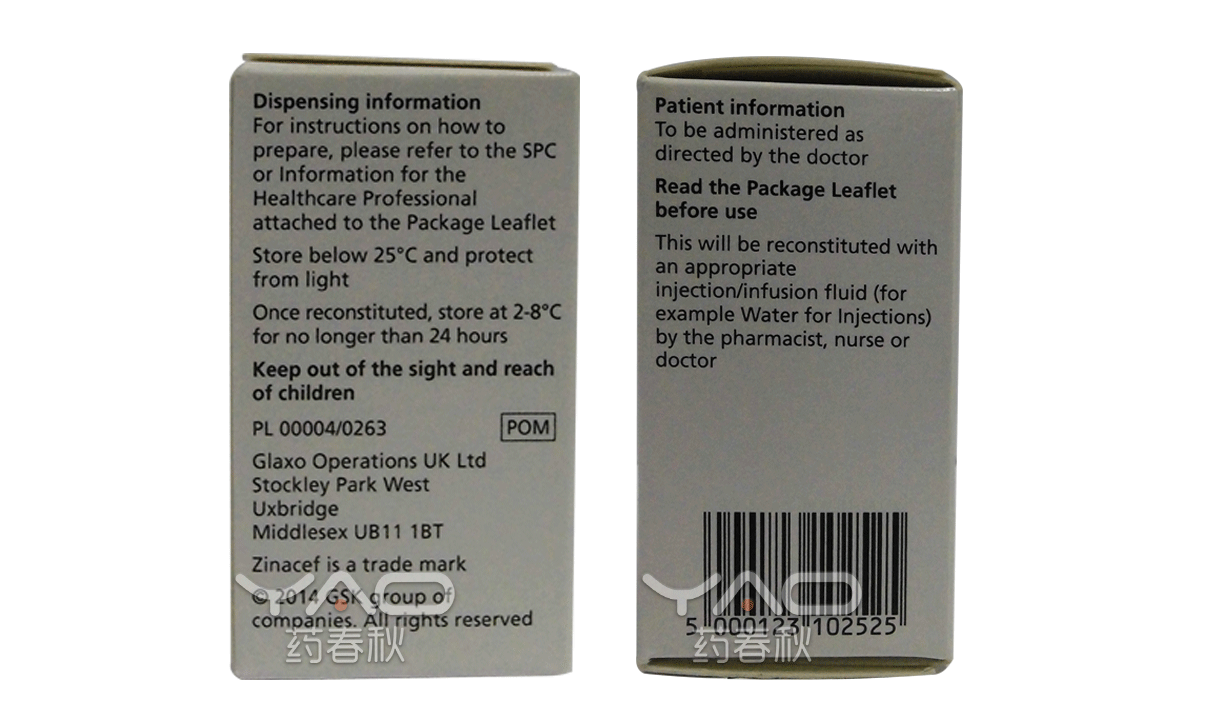 Dispensing information
For instructions on how to
prepare, please refer to the SPC
or Information for the
Healthcare Professional
attached to the Package Leaflet
Store below 25°C and protect
from light
Once reconstituted, store at 2-8°C
for no longer than 24 hours
Keep out of the sight and reach
of children
PL 00004/0263
POM
Glaxo Operations UK Ltd
Stockley Park West
Uxbridge
Middlesex UB11 1BT
Zinacef is a trade mark
© 2014 GSK group of
companies. All rights reserved
YAO
药春秋
Patient information
To be administered as
directed by the doctor
Read the Package Leaflet
before use
This will be reconstituted with
an appropriate
injection/infusion fluid (for
example Water for Injections)
by the pharmacist, nurse or
doctor
5 000123 102525
YAO
药春秋